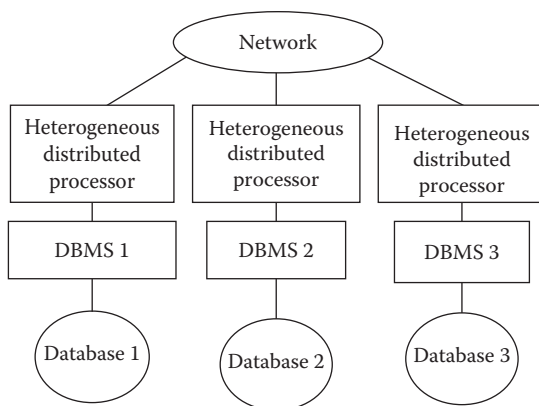 Network
Heterogeneous
distributed
processor
Heterogeneous
distributed
processor
Heterogeneous
distributed
processor
DBMS 1
DBMS 2
DBMS 3
Database 1
Database 2
Database 3